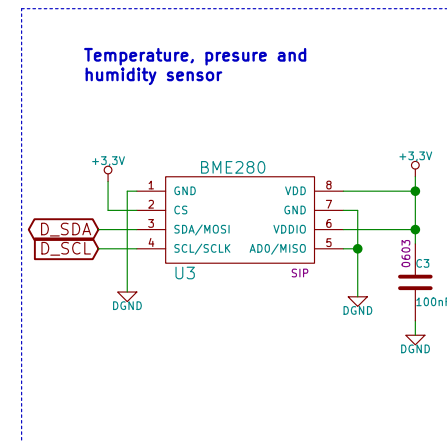 Temperature, presure and
humidity sensor
+3.3V
BME280
+3.3V
1 GND VDD 8
2 CS GND 7
D_SDA 3 SDA/MOSI VDDIO 6
D_SCL 4 SCL/SCLK ADO/MISO 5
U3 SIP
0603
C3
100nF
DGND
DGND
DGND